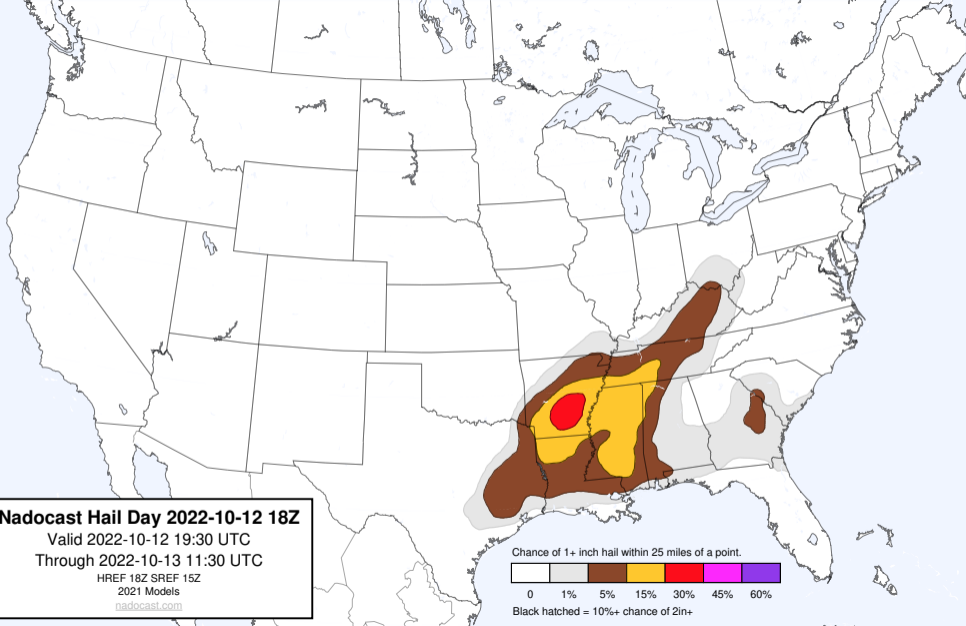 Nadocast Hail Day 2022-10-12 18Z
Valid 2022-10-12 19:30 UTC
Through 2022-10-13 11:30 UTC
HREF 18Z SREF 15Z
2021 Models
nadocast.com
Chance of 1+ inch hail within 25 miles of a point.
0 1% 5% 15% 30% 45% 60%
Black hatched = 10%+ chance of 2in+